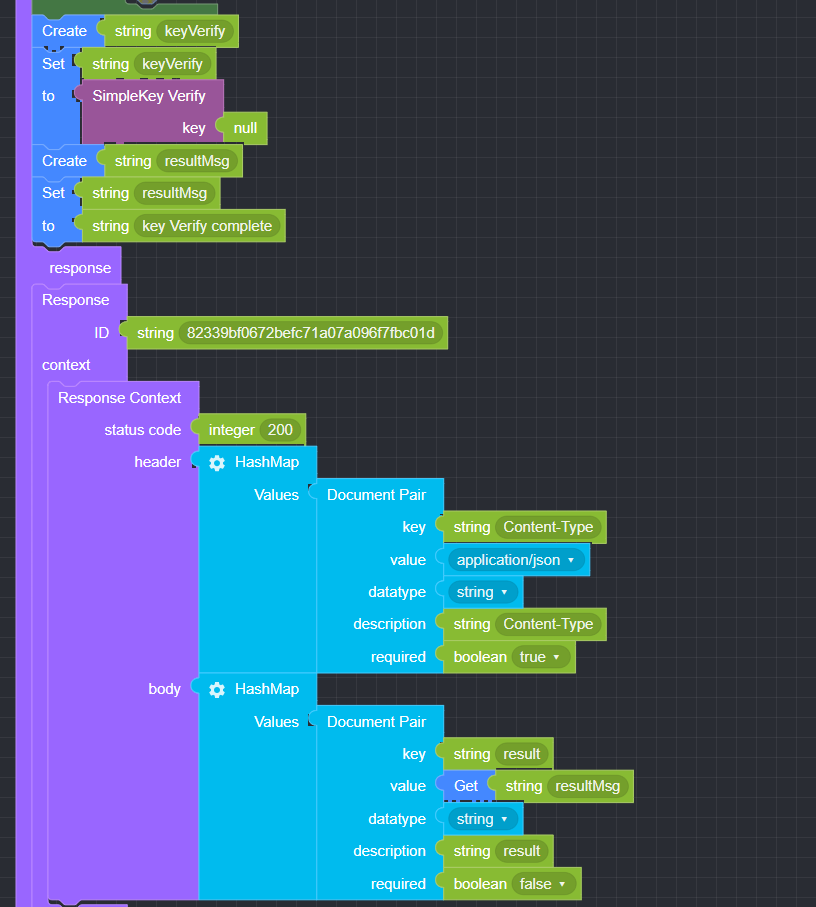 Create string keyVerify
Set string keyVerify
to SimpleKey Verify
key null
Create string resultMsg
Set string resultMsg
to string key Verify complete
response
Response
ID string 82339bf0672befc71a07a096f7fbc01d
context
Response Context
status code integer 200
header HashMap
Values Document Pair
key string Content-Type
value application/json
datatype string
description string Content-Type
required boolean true
body HashMap
Values Document Pair
key string result
value Get string resultMsg
datatype string
description string result
required boolean false